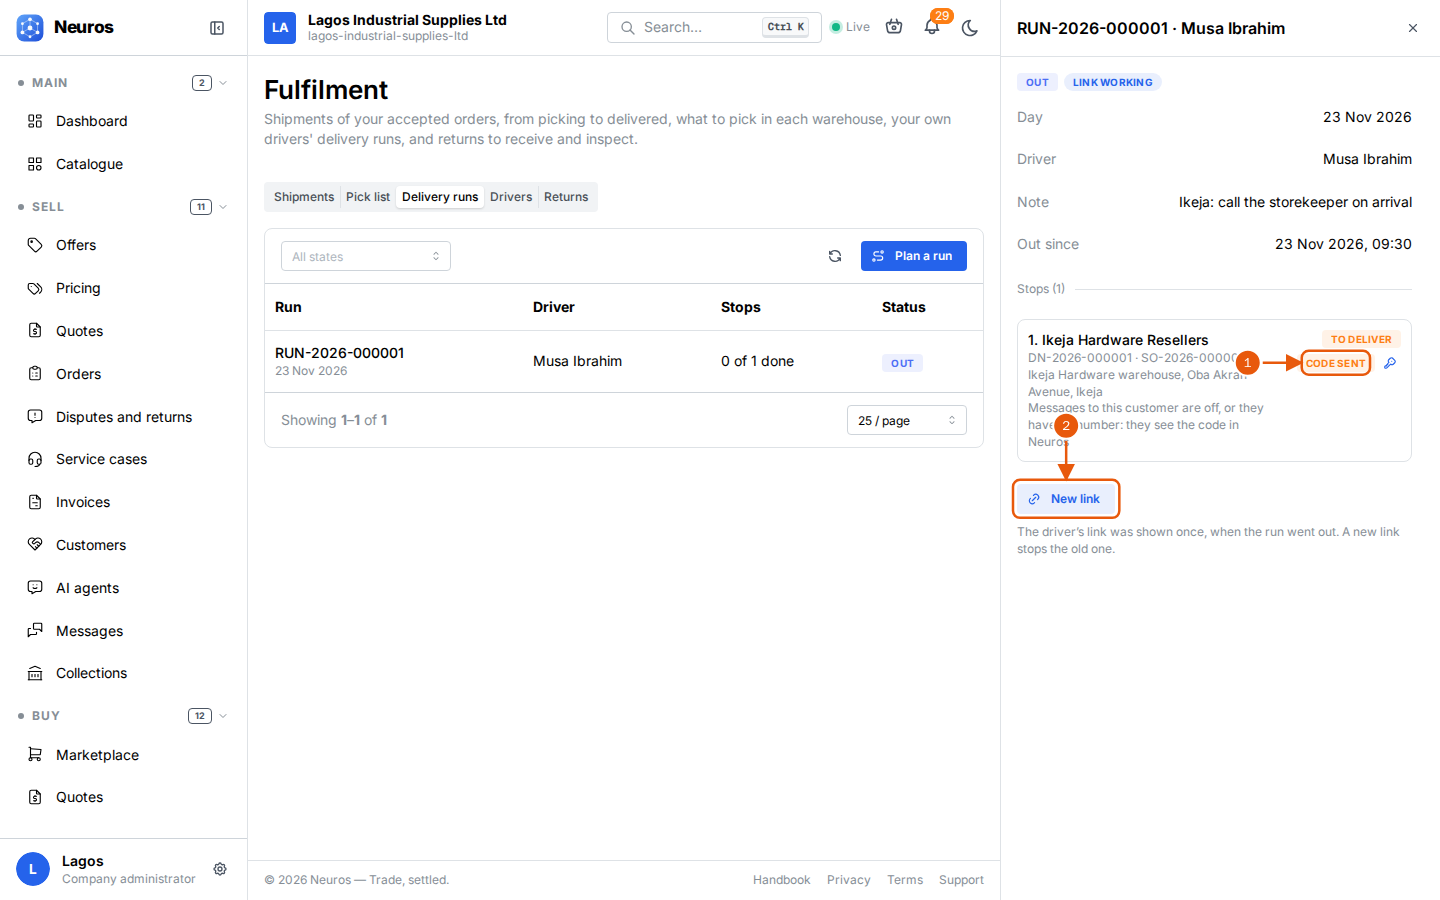 Neuros
MAIN
2
Dashboard
Catalogue
SELL
11
Offers
Pricing
Quotes
Orders
Disputes and returns
Service cases
Invoices
Customers
AI agents
Messages
Collections
BUY
12
Marketplace
Quotes
L
Lagos
Company administrator
LA
Lagos Industrial Supplies Ltd
lagos-industrial-supplies-ltd
Search...
Ctrl K
Live
29
Fulfilment
Shipments of your accepted orders, from picking to delivered, what to pick in each warehouse, your own
drivers' delivery runs, and returns to receive and inspect.
Shipments
Pick list
Delivery runs
Drivers
Returns
All states
Plan a run
Run
Driver
Stops
Status
RUN-2026-000001
23 Nov 2026
Musa Ibrahim
0 of 1 done
OUT
Showing 1–1 of 1
25 / page
© 2026 Neuros — Trade, settled.
Handbook
Privacy
Terms
Support
RUN-2026-000001 · Musa Ibrahim
OUT
LINK WORKING
Day
23 Nov 2026
Driver
Musa Ibrahim
Note
Ikeja: call the storekeeper on arrival
Out since
23 Nov 2026, 09:30
Stops (1)
1. Ikeja Hardware Resellers
TO DELIVER
DN-2026-000001 ·
1
CODE SENT
Ikeja Hardware warehouse, Oba
Avenue, Ikeja
Messages to this customer are off, or they
2
number: they see the code in
Neuros
New link
The driver's link was shown once, when the run went out. A new link
stops the old one.